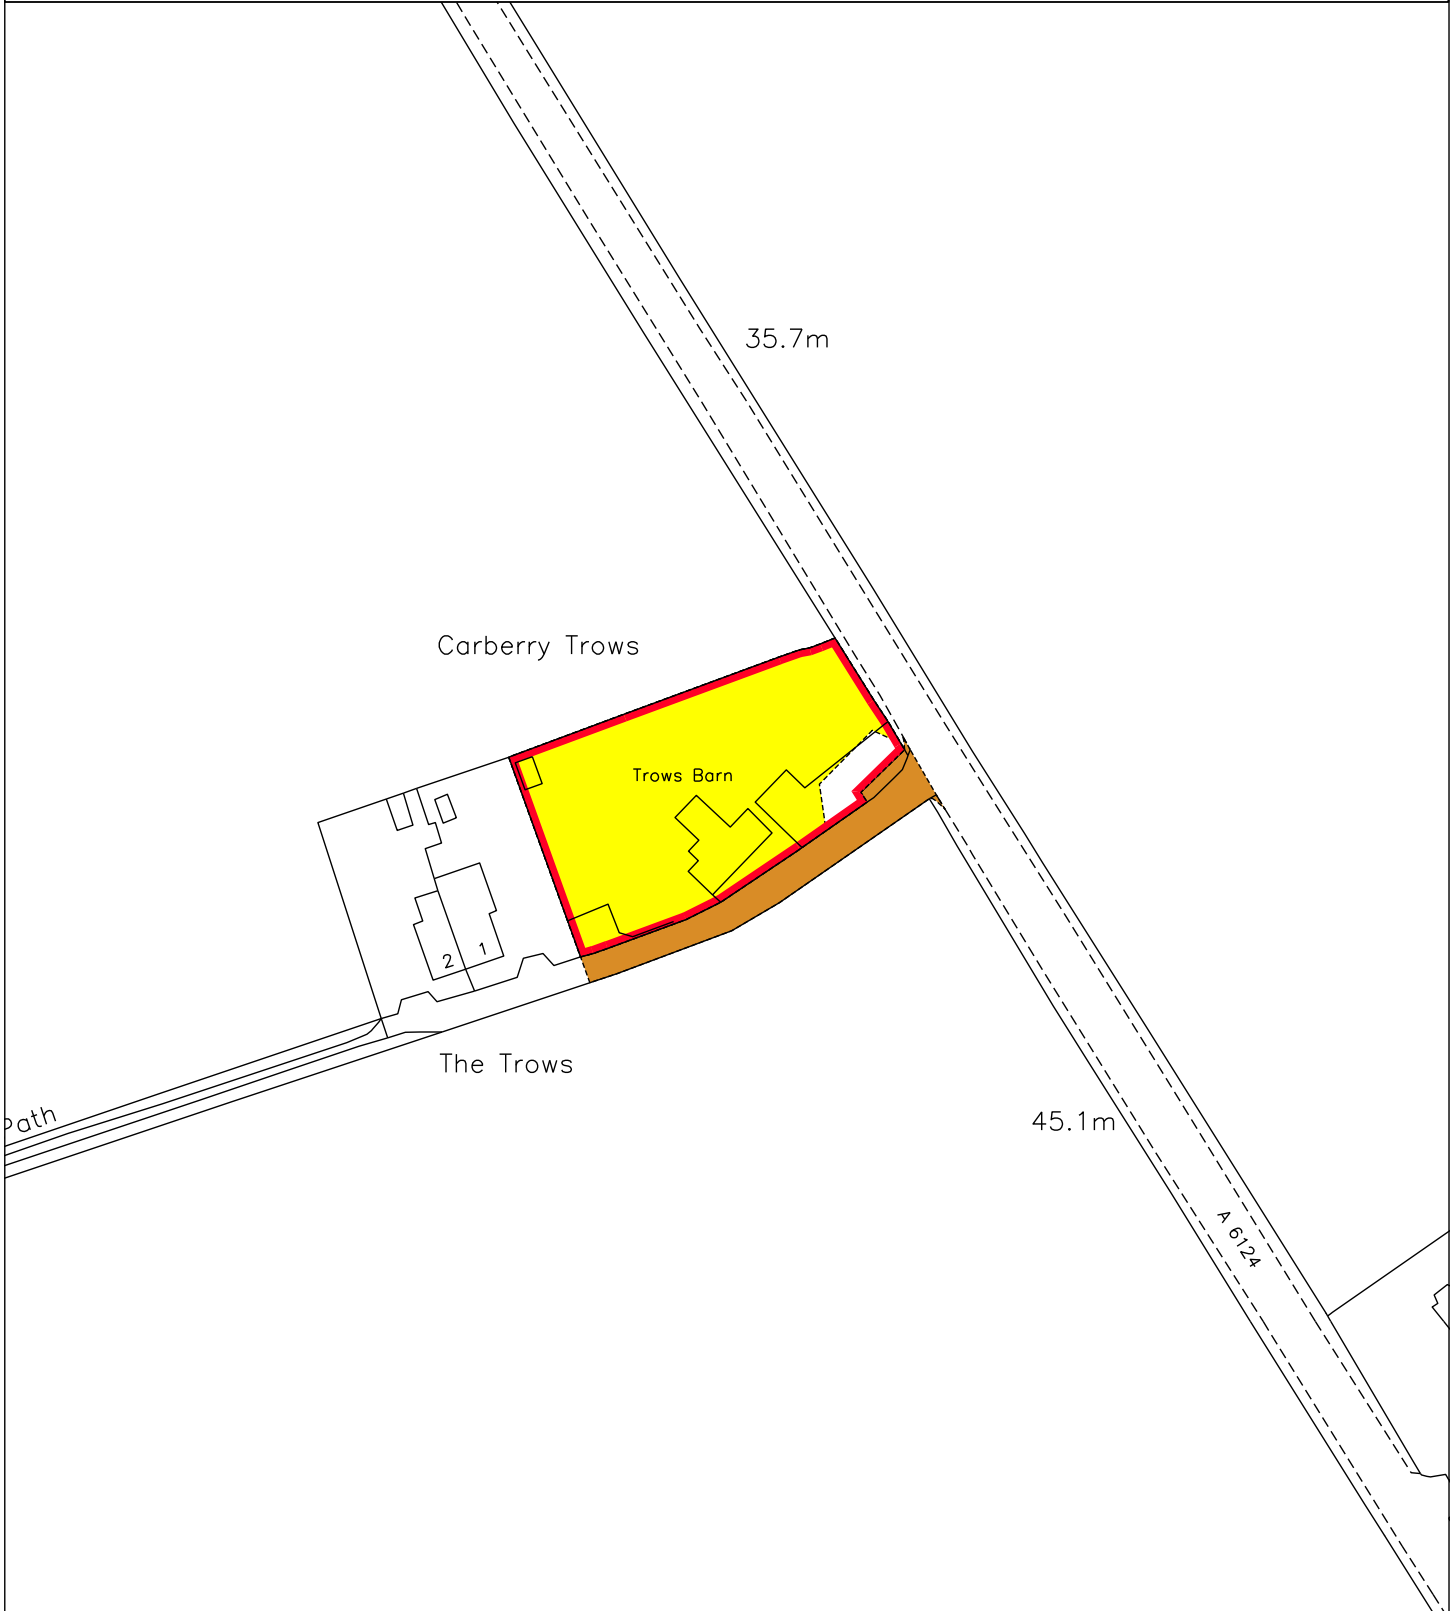 35.7m
Carberry Trows
Trows Barn
2
1
The Trows
Path
45.1m
A 6124